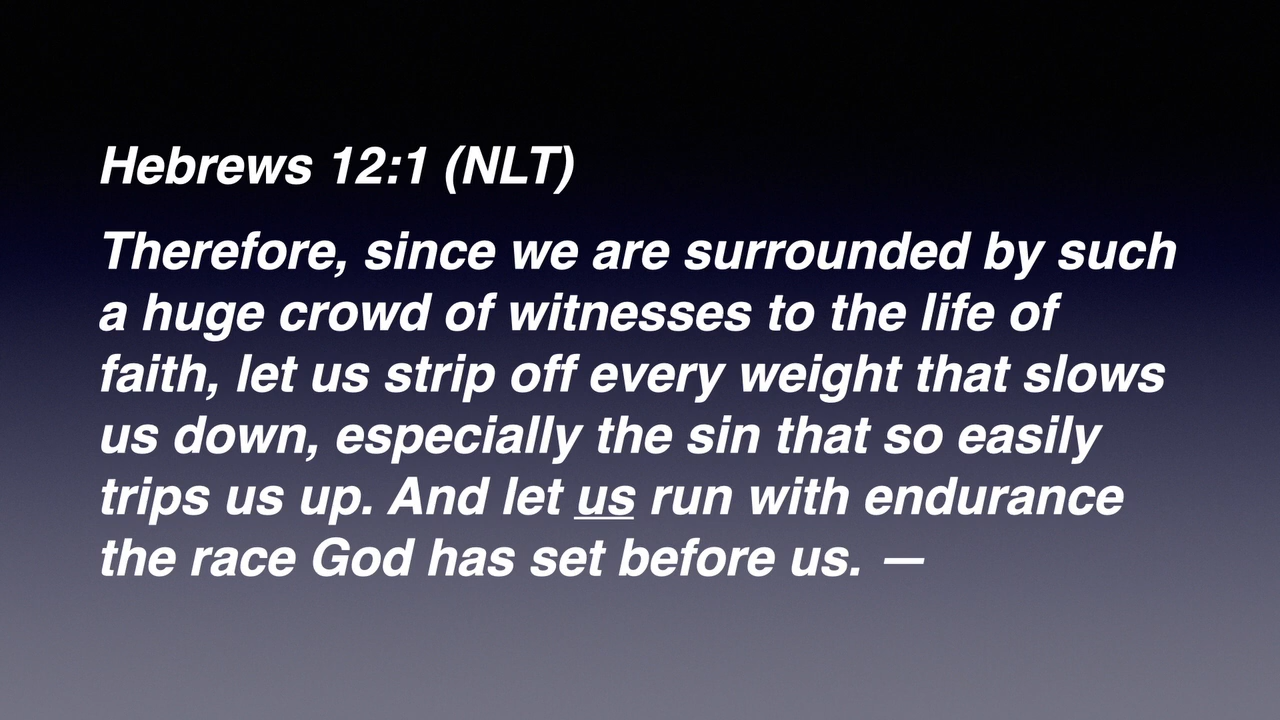 Hebrews 12:1 (NLT)
Therefore, since we are surrounded by such
a huge crowd of witnesses to the life of
faith, let us strip off every weight that slows
us down, especially the sin that so easily
trips us up. And let us run with endurance
the race God has set before us. —